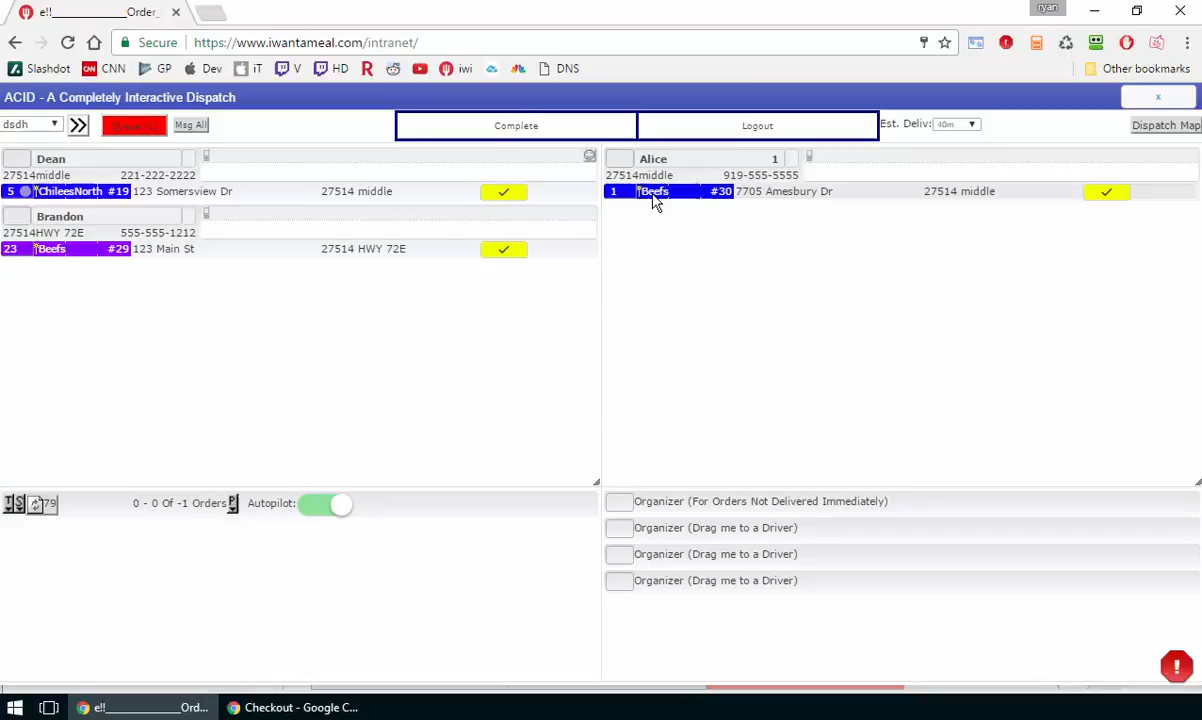 e!!__________Order_ x
ryan
Secure https://www.iwantameal.com/intranet/
Slashdot CNN GP Dev iT V HD iwi DNS Other bookmarks
ACID - A Completely Interactive Dispatch x
dsdh Msg All Complete Logout Est. Deliv: 40m Dispatch Map
Dean
27514middle 221-222-2222
5 ChileesNorth #19 123 Somersview Dr 27514 middle
Brandon
27514HWY 72E 555-555-1212
23 Beefs #29 123 Main St 27514 HWY 72E
Alice 1
27514middle 919-555-5555
1 Beefs #30 7705 Amesbury Dr 27514 middle
T S 79 0 - 0 Of -1 Orders P Autopilot:
Organizer (For Orders Not Delivered Immediately)
Organizer (Drag me to a Driver)
Organizer (Drag me to a Driver)
Organizer (Drag me to a Driver)
e!!__________Ord... Checkout - Google C...